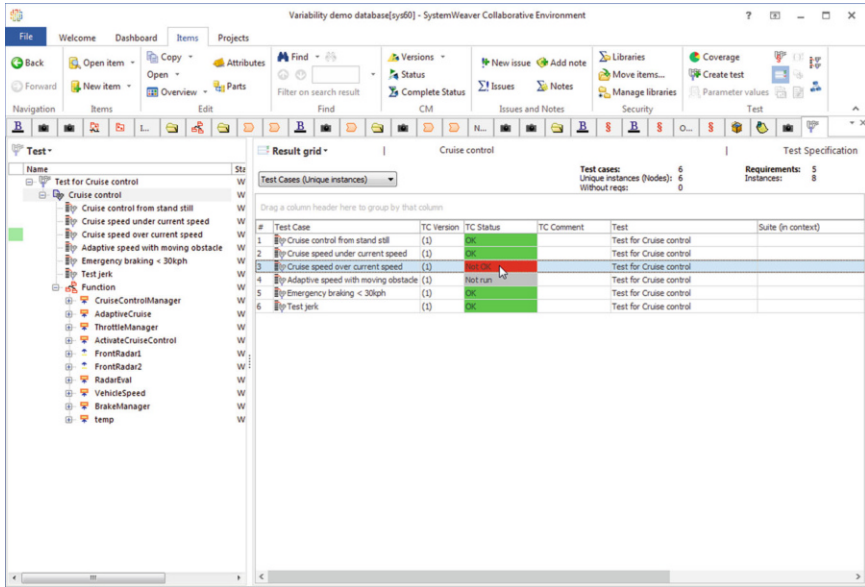 Variability demo database[sys60] - SystemWeaver Collaborative Environment
File Welcome Dashboard Items Projects
Back Open item Copy Attributes Find Versions New issue Add note Libraries Coverage
Open Status Move items... Create test
Forward New item Overview Parts Filter on search result Complete Status Issues Notes Manage libraries Parameter values
Navigation Items Edit Find CM Issues and Notes Security Test
B L... B N... B § B § O... §
Test Result grid Cruise control Test Specification
Name Sta
Test Cases (Unique instances)
Test cases: 6 Requirements: 5
Unique instances (Nodes): 6 Instances: 8
Without reqs: 0
Drag a column header here to group by that column
Test for Cruise control W
Cruise control W
Cruise control from stand still W
Cruise speed under current speed W
Cruise speed over current speed W
Adaptive speed with moving obstacle W
Emergency braking < 30kph W
Test jerk W
Function W
CruiseControlManager W
AdaptiveCruise W
ThrottleManager W
ActivateCruiseControl W
FrontRadar1 W
FrontRadar2 W
RadarEval W
VehicleSpeed W
BrakeManager W
temp W
# Test Case TC Version TC Status TC Comment Test Suite (in context)
1 Cruise control from stand still (1) OK Test for Cruise control
2 Cruise speed under current speed (1) OK Test for Cruise control
3 Cruise speed over current speed (1) Not OK Test for Cruise control
4 Adaptive speed with moving obstacle (1) Not run Test for Cruise control
5 Emergency braking < 30kph (1) OK Test for Cruise control
6 Test jerk (1) OK Test for Cruise control